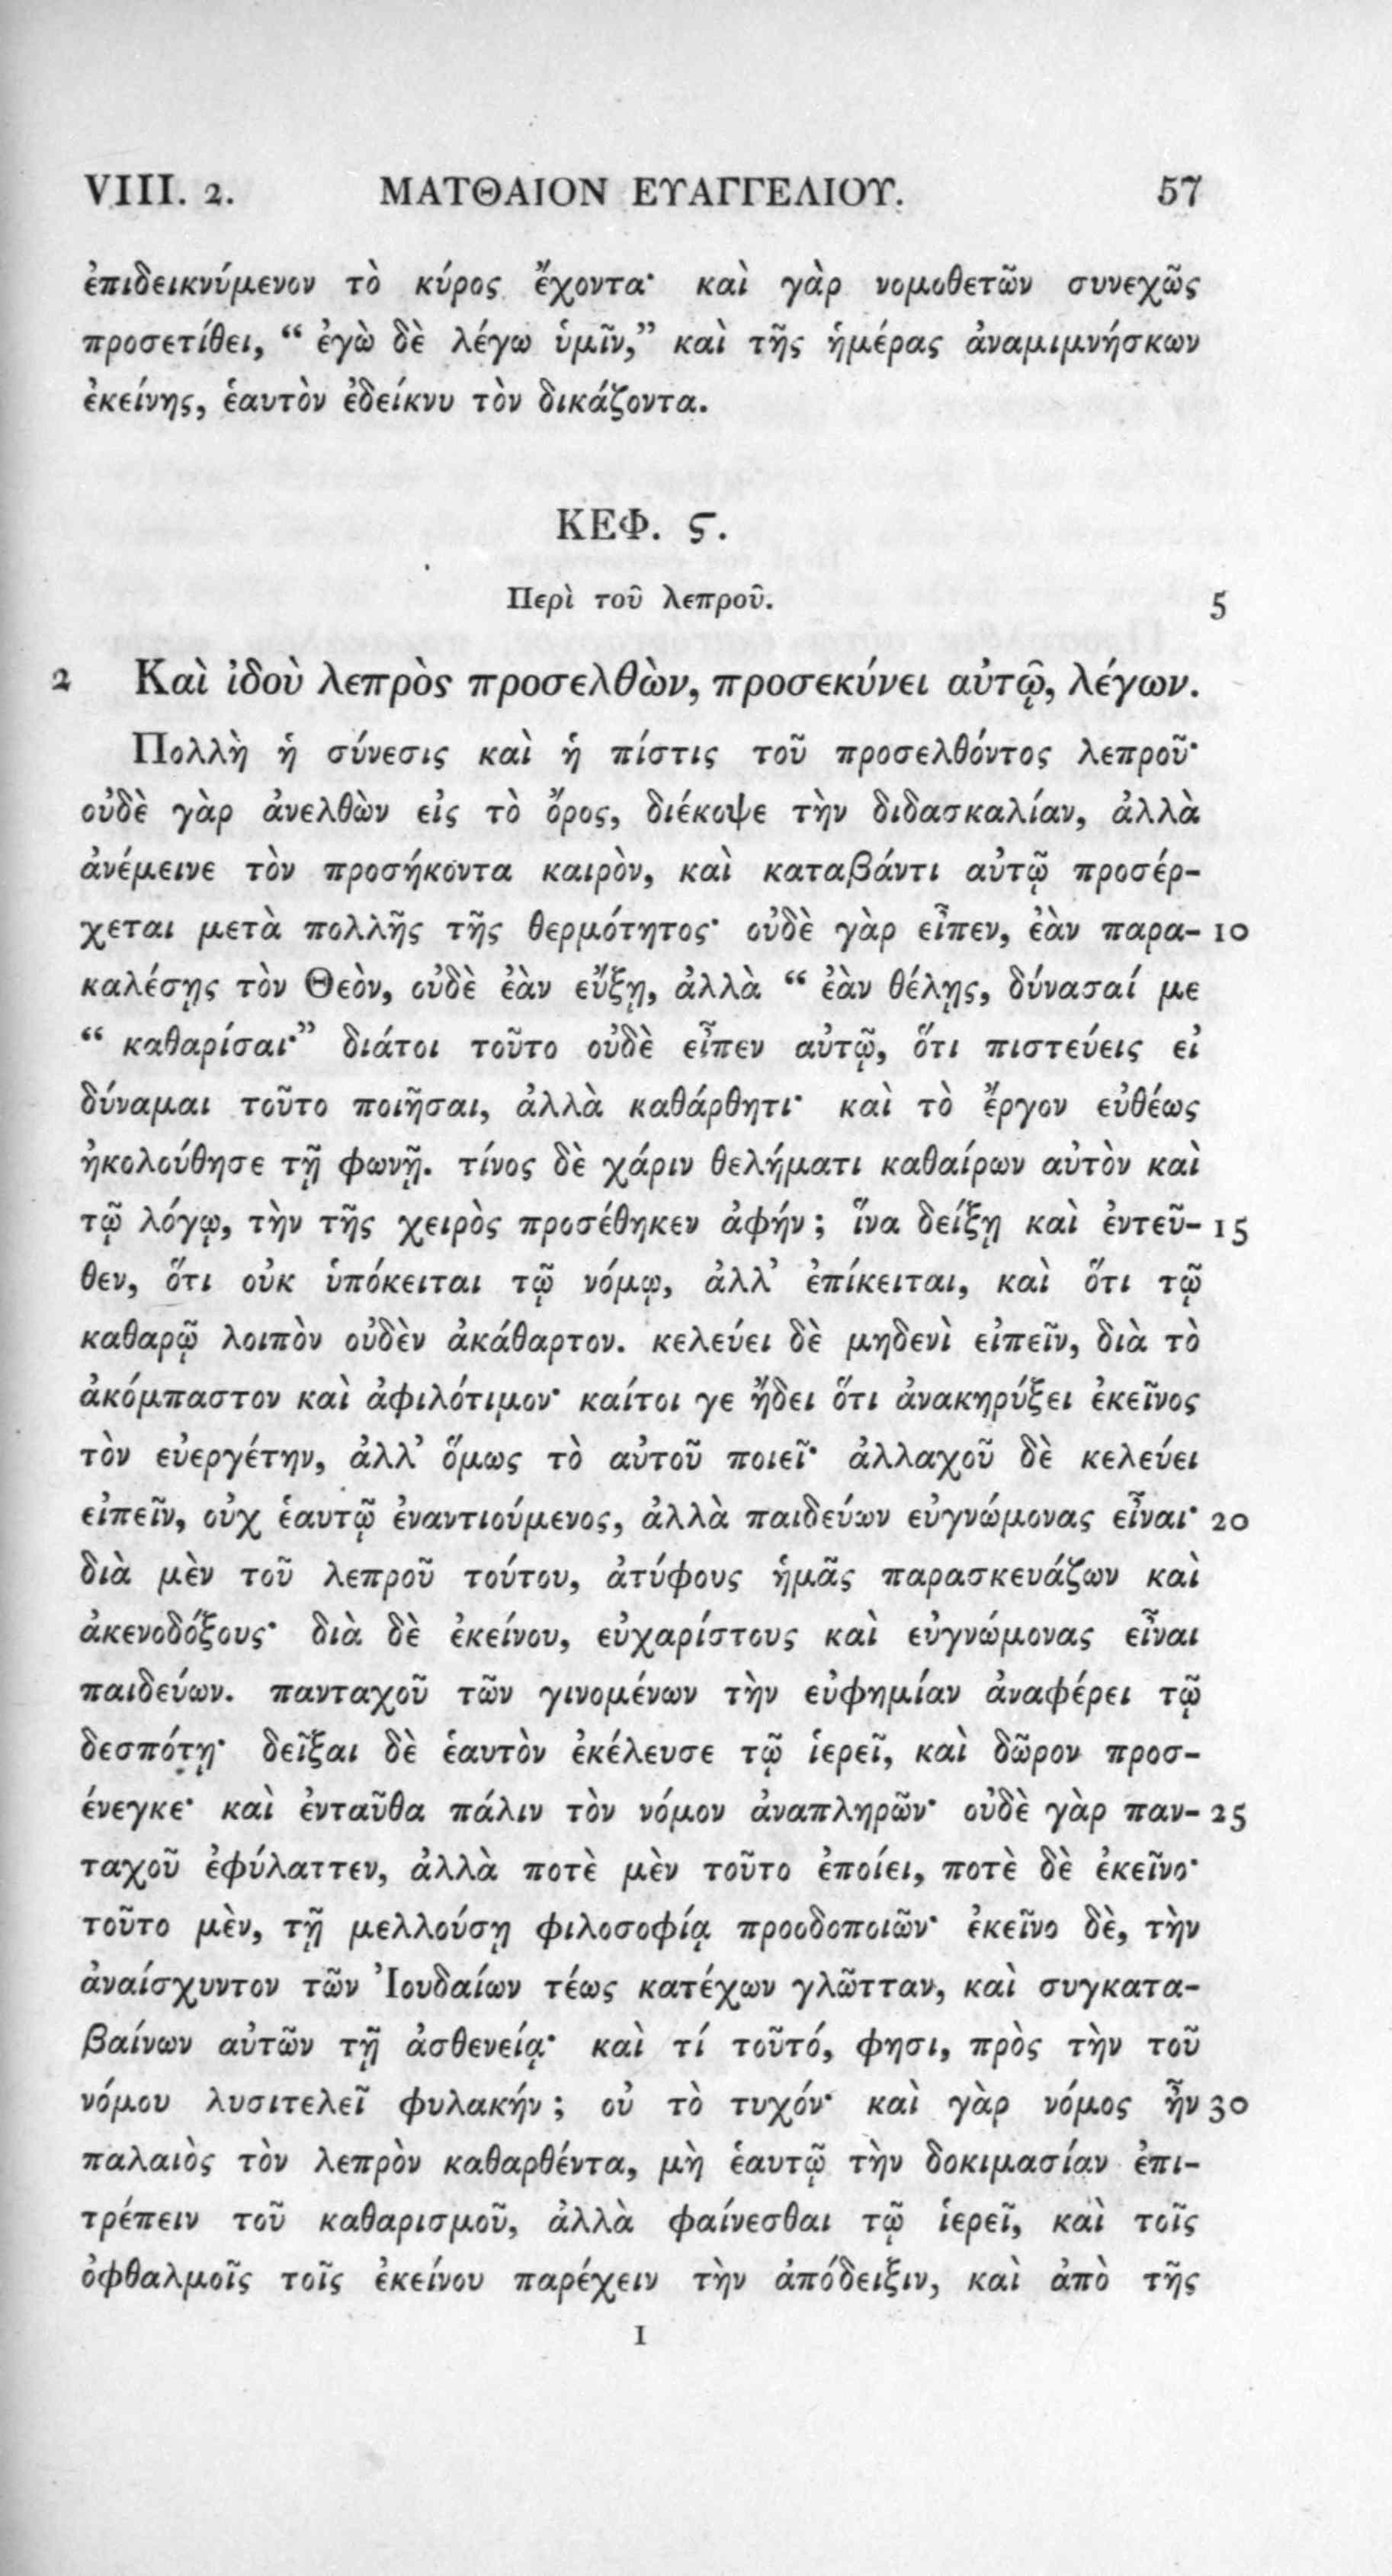 VIII. 2. ΜΑΤΘΑΙΟΝ ΕΥΑΓΓΕΛΙΟΥ. 57
ἐπιδεικνύμενον τὸ κύρος ἔχοντα· καὶ γὰρ νομοθετῶν συνεχῶς
προσετίθει, “ ἐγὼ δὲ λέγω ὑμῖν,” καὶ τῆς ἡμέρας ἀναμιμνήσκων
ἐκείνης, ἑαυτὸν ἐδείκνυ τὸν δικάζοντα.
ΚΕΦ. ϛ.
Περὶ τοῦ λεπροῦ. 5
2 Καὶ ἰδοὺ λεπρὸς προσελθὼν, προσεκύνει αὐτῷ, λέγων.
Πολλὴ ἡ σύνεσις καὶ ἡ πίστις τοῦ προσελθόντος λεπροῦ·
οὐδὲ γὰρ ἀνελθὼν εἰς τὸ ὄρος, διέκοψε τὴν διδασκαλίαν, ἀλλὰ
ἀνέμεινε τὸν προσήκοντα καιρὸν, καὶ καταβάντι αὐτῷ προσέρ-
χεται μετὰ πολλῆς τῆς θερμότητος· οὐδὲ γὰρ εἶπεν, ἐὰν παρα- 10
καλέσῃς τὸν Θεὸν, οὐδὲ ἐὰν εὔξῃ, ἀλλὰ “ ἐὰν θέλῃς, δύνασαί με
“ καθαρίσαι·” διάτοι τοῦτο οὐδὲ εἶπεν αὐτῷ, ὅτι πιστεύεις εἰ
δύναμαι τοῦτο ποιῆσαι, ἀλλὰ καθάρθητι· καὶ τὸ ἔργον εὐθέως
ἠκολούθησε τῇ φωνῇ. τίνος δὲ χάριν θελήματι καθαίρων αὐτὸν καὶ
τῷ λόγῳ, τὴν τῆς χειρὸς προσέθηκεν ἁφήν ; ἵνα δείξῃ καὶ ἐντεῦ- 15
θεν, ὅτι οὐκ ὑπόκειται τῷ νόμῳ, ἀλλ’ ἐπίκειται, καὶ ὅτι τῷ
καθαρῷ λοιπὸν οὐδὲν ἀκάθαρτον. κελεύει δὲ μηδενὶ εἰπεῖν, διὰ τὸ
ἀκόμπαστον καὶ ἀφιλότιμον· καίτοι γε ἤδει ὅτι ἀνακηρύξει ἐκεῖνος
τὸν εὐεργέτην, ἀλλ’ ὅμως τὸ αὐτοῦ ποιεῖ· ἀλλαχοῦ δὲ κελεύει
εἰπεῖν, οὐχ ἑαυτῷ ἐναντιούμενος, ἀλλὰ παιδεύων εὐγνώμονας εἶναι· 20
διὰ μὲν τοῦ λεπροῦ τούτου, ἀτύφους ἡμᾶς παρασκευάζων καὶ
ἀκενοδόξους· διὰ δὲ ἐκείνου, εὐχαρίστους καὶ εὐγνώμονας εἶναι
παιδεύων. πανταχοῦ τῶν γινομένων τὴν εὐφημίαν ἀναφέρει τῷ
δεσπότῃ· δεῖξαι δὲ ἑαυτὸν ἐκέλευσε τῷ ἱερεῖ, καὶ δῶρον προσ-
ένεγκε· καὶ ἐνταῦθα πάλιν τὸν νόμον ἀναπληρῶν· οὐδὲ γὰρ παν- 25
ταχοῦ ἐφύλαττεν, ἀλλὰ ποτὲ μὲν τοῦτο ἐποίει, ποτὲ δὲ ἐκεῖνο·
τοῦτο μὲν, τῇ μελλούσῃ φιλοσοφίᾳ προοδοποιῶν· ἐκεῖνο δὲ, τὴν
ἀναίσχυντον τῶν Ἰουδαίων τέως κατέχων γλῶτταν, καὶ συγκατα-
βαίνων αὐτῶν τῇ ἀσθενείᾳ· καὶ τί τοῦτό, φησι, πρὸς τὴν τοῦ
νόμου λυσιτελεῖ φυλακήν ; οὐ τὸ τυχόν· καὶ γὰρ νόμος ἦν 30
παλαιὸς τὸν λεπρὸν καθαρθέντα, μὴ ἑαυτῷ τὴν δοκιμασίαν ἐπι-
τρέπειν τοῦ καθαρισμοῦ, ἀλλὰ φαίνεσθαι τῷ ἱερεῖ, καὶ τοῖς
ὀφθαλμοῖς τοῖς ἐκείνου παρέχειν τὴν ἀπόδειξιν, καὶ ἀπὸ τῆς
I